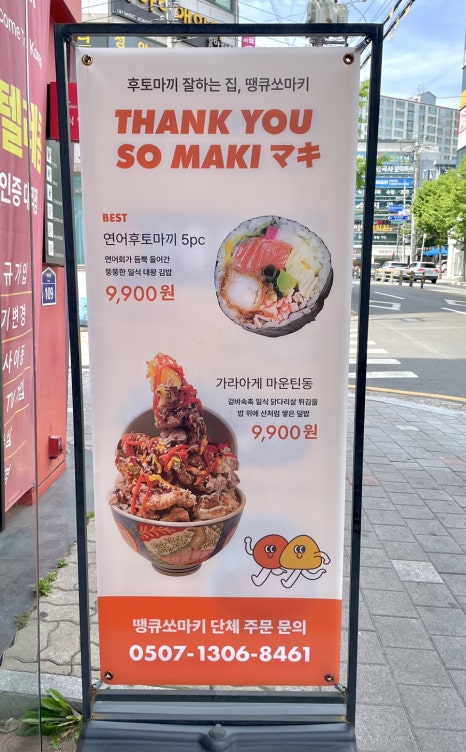 후토마끼 잘하는 집, 땡큐쏘마키
THANK YOU
SO MAKI マキ
BEST
연어후토마끼 5pc
연어회가 듬뿍 들어간
뚱뚱한 일식 대왕 김밥
9,900원
가라아게 마운틴동
겉바속촉 일식 닭다리살 튀김을
밥 위에 산처럼 쌓은 덮밥
9,900원
땡큐쏘마키 단체 주문 문의
0507-1306-8461
109